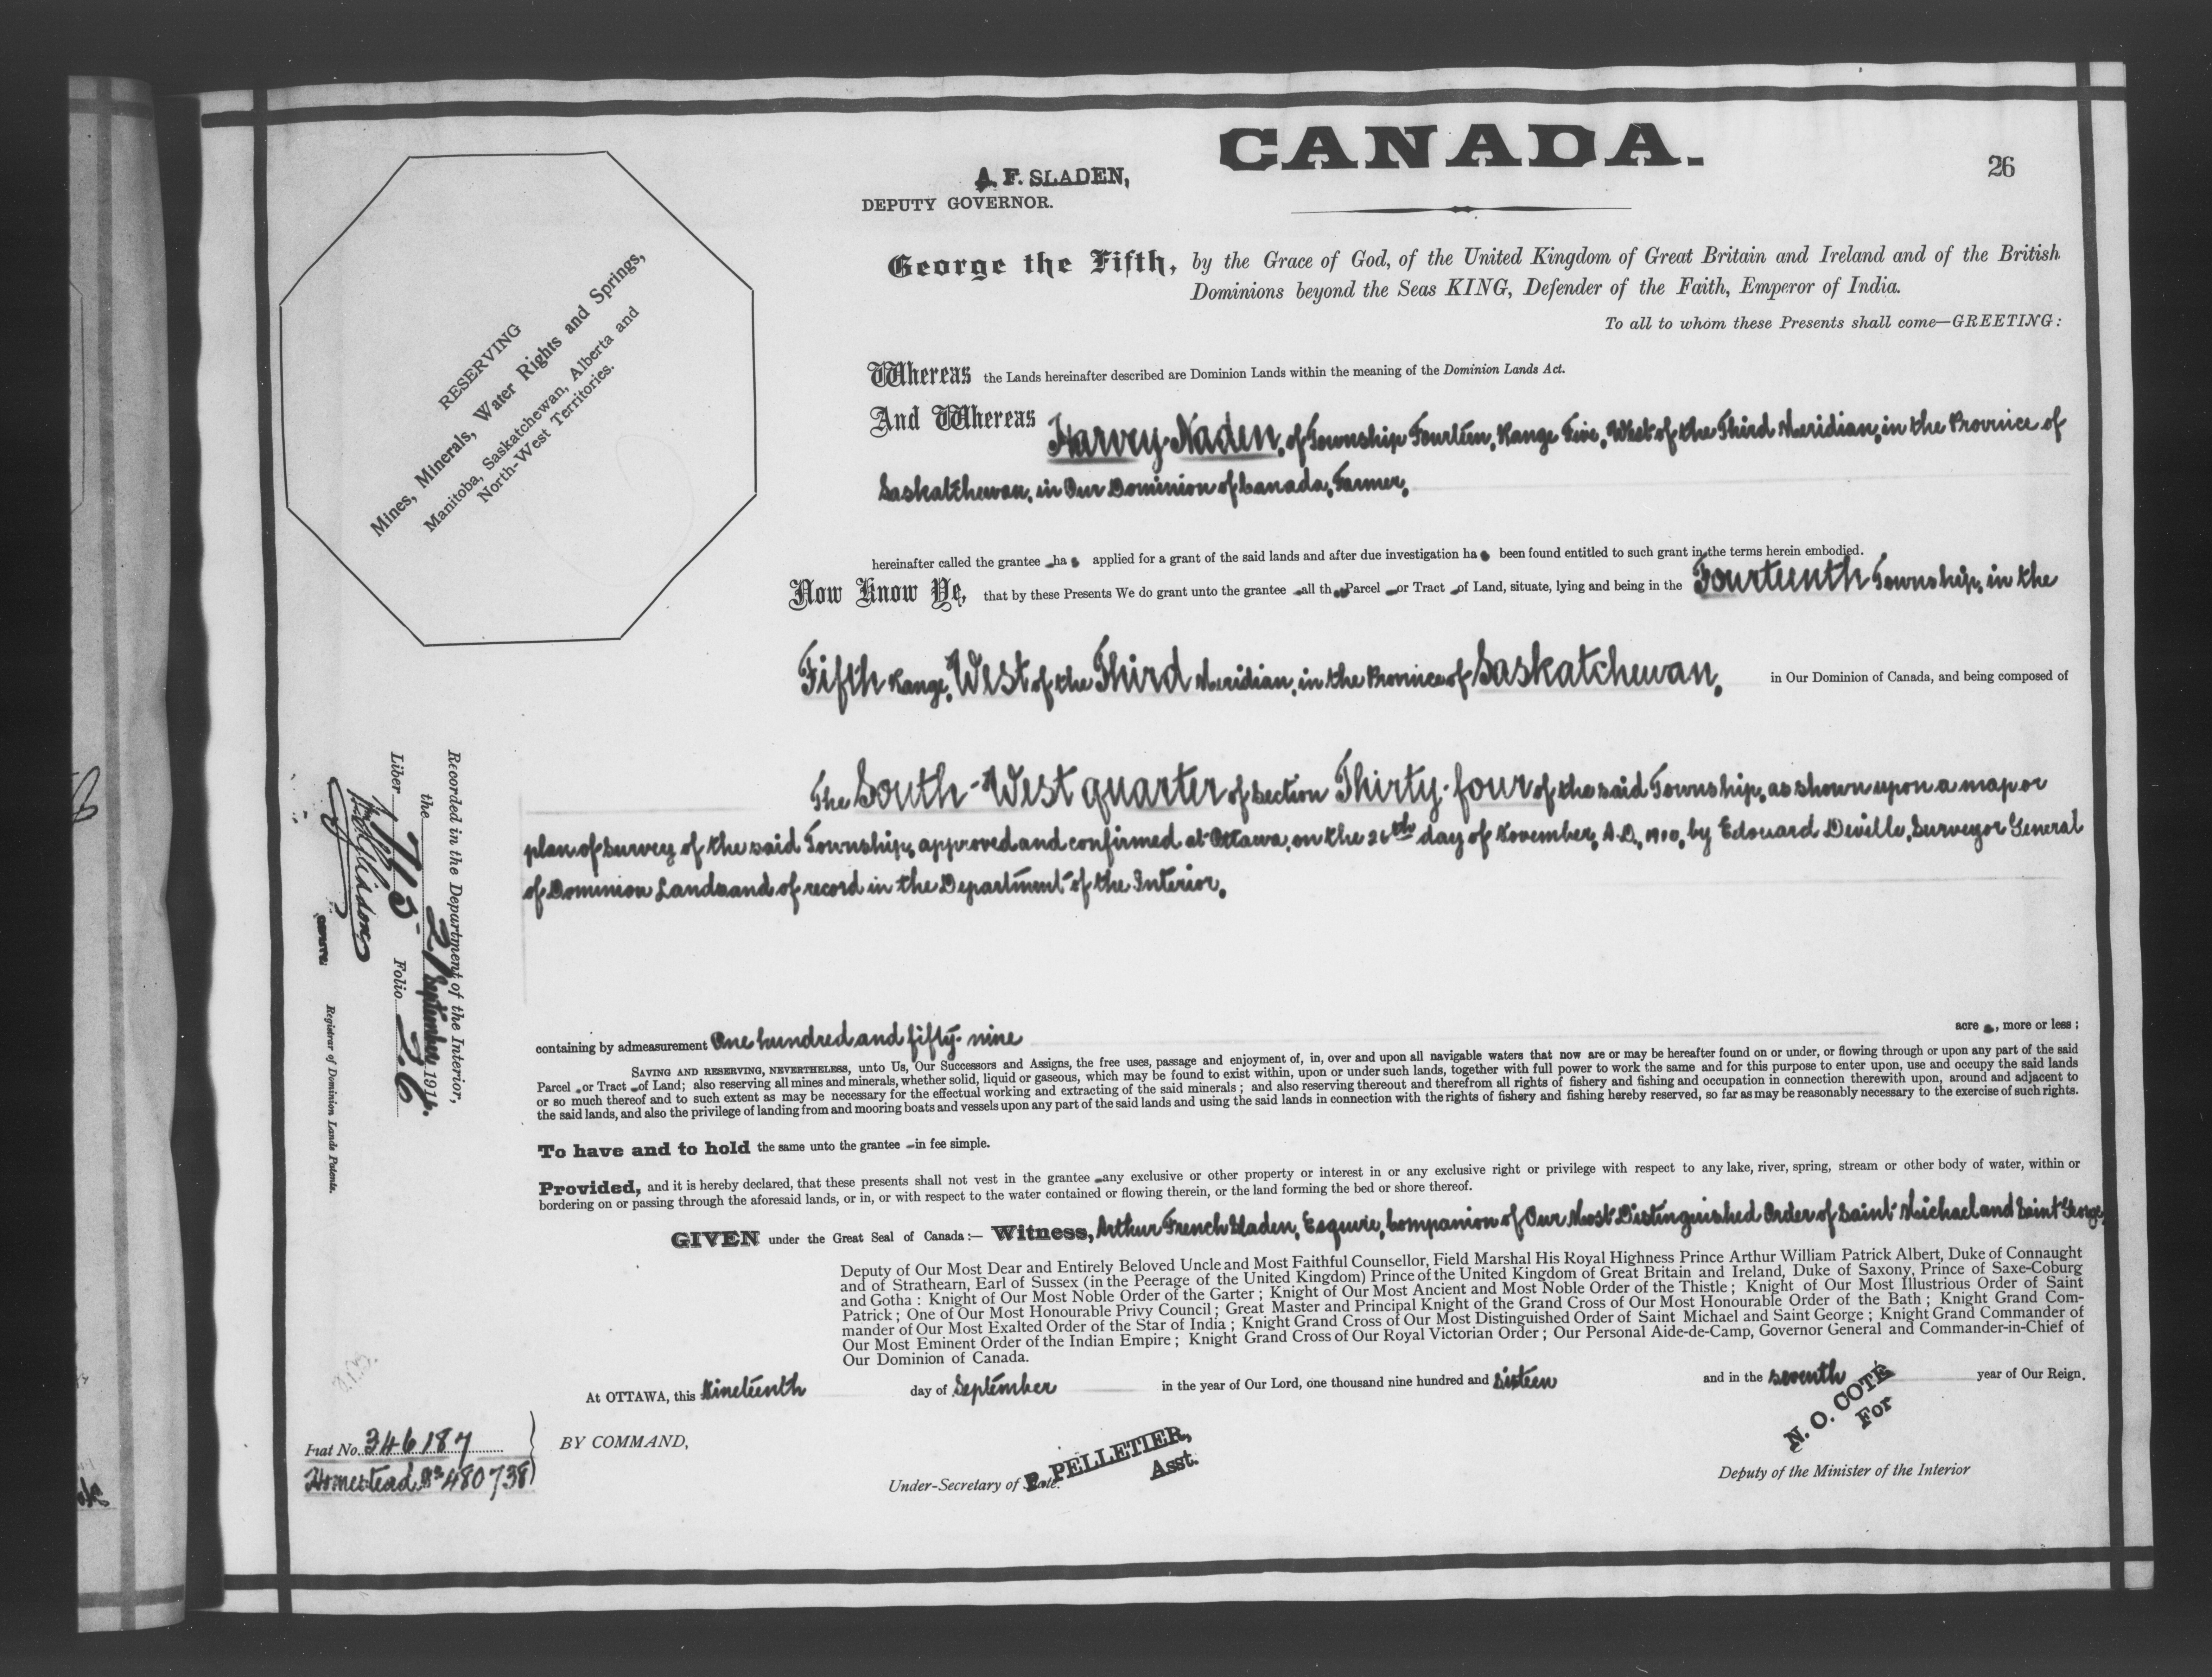 CANADA.
26
A. F. SLADEN,
DEPUTY GOVERNOR.
RESERVING
Mines, Minerals, Water Rights and Springs,
Manitoba, Saskatchewan, Alberta and
North-West Territories.
George the Fifth, by the Grace of God, of the United Kingdom of Great Britain and Ireland and of the British
Dominions beyond the Seas KING, Defender of the Faith, Emperor of India.
To all to whom these Presents shall come—GREETING:
Whereas the Lands hereinafter described are Dominion Lands within the meaning of the Dominion Lands Act.
And Whereas Harvey Naden, of Township Fourteen, Range Five, West of the Third Meridian, in the Province of
Saskatchewan, in Our Dominion of Canada, Farmer,
hereinafter called the grantee has applied for a grant of the said lands and after due investigation has been found entitled to such grant in the terms herein embodied.
Now Know Ye, that by these Presents We do grant unto the grantee all th Parcel or Tract of Land, situate, lying and being in the Fourteenth Township, in the
Fifth Range, West of the Third Meridian, in the Province of Saskatchewan, in Our Dominion of Canada, and being composed of
The South-West quarter of Section Thirty-four of the said Township, as shown upon a map or
plan of survey of the said Township, approved and confirmed at Ottawa, on the 26th day of November, A.D. 1910, by Edouard Deville, Surveyor General
of Dominion Lands and of record in the Department of the Interior.
containing by admeasurement One hundred and fifty-nine acres, more or less;
SAVING AND RESERVING, NEVERTHELESS, unto Us, Our Successors and Assigns, the free uses, passage and enjoyment of, in, over and upon all navigable waters that now are or may be hereafter found on or under, or flowing through or upon any part of the said
Parcel or Tract of Land; also reserving all mines and minerals, whether solid, liquid or gaseous, which may be found to exist within, upon or under such lands, together with full power to work the same and for this purpose to enter upon, use and occupy the said lands
or so much thereof and to such extent as may be necessary for the effectual working and extracting of the said minerals; and also reserving thereout and therefrom all rights of fishery and fishing and occupation in connection therewith upon, around and adjacent to
the said lands, and also the privilege of landing from and mooring boats and vessels upon any part of the said lands and using the said lands in connection with the rights of fishery and fishing hereby reserved, so far as may be reasonably necessary to the exercise of such rights.
To have and to hold the same unto the grantee in fee simple.
Provided, and it is hereby declared, that these presents shall not vest in the grantee any exclusive or other property or interest in or any exclusive right or privilege with respect to any lake, river, spring, stream or other body of water, within or
bordering on or passing through the aforesaid lands, or in, or with respect to the water contained or flowing therein, or the land forming the bed or shore thereof.
GIVEN under the Great Seal of Canada:— Witness, Arthur French Sladen, Esquire, Companion of Our Most Distinguished Order of Saint Michael and Saint George,
Deputy of Our Most Dear and Entirely Beloved Uncle and Most Faithful Counsellor, Field Marshal His Royal Highness Prince Arthur William Patrick Albert, Duke of Connaught
and of Strathearn, Earl of Sussex (in the Peerage of the United Kingdom) Prince of the United Kingdom of Great Britain and Ireland, Duke of Saxony, Prince of Saxe-Coburg
and Gotha: Knight of Our Most Noble Order of the Garter; Knight of Our Most Ancient and Most Noble Order of the Thistle; Knight of Our Most Illustrious Order of Saint
Patrick; One of Our Most Honourable Privy Council; Great Master and Principal Knight of the Grand Cross of Our Most Honourable Order of the Bath; Knight Grand Com-
mander of Our Most Exalted Order of the Star of India; Knight Grand Cross of Our Most Distinguished Order of Saint Michael and Saint George; Knight Grand Commander of
Our Most Eminent Order of the Indian Empire; Knight Grand Cross of Our Royal Victorian Order; Our Personal Aide-de-Camp, Governor General and Commander-in-Chief of
Our Dominion of Canada.
At OTTAWA, this Nineteenth day of September in the year of Our Lord, one thousand nine hundred and Sixteen and in the seventh year of Our Reign.
BY COMMAND,
P. PELLETIER,
Asst.
Under-Secretary of State.
N. O. COTÉ
For
Deputy of the Minister of the Interior
Fiat No. 346187
Homestead No 480738
Recorded in the Department of the Interior,
the 21 September 1916.
Liber 715 Folio 26
Registrar of Dominion Lands Patents.